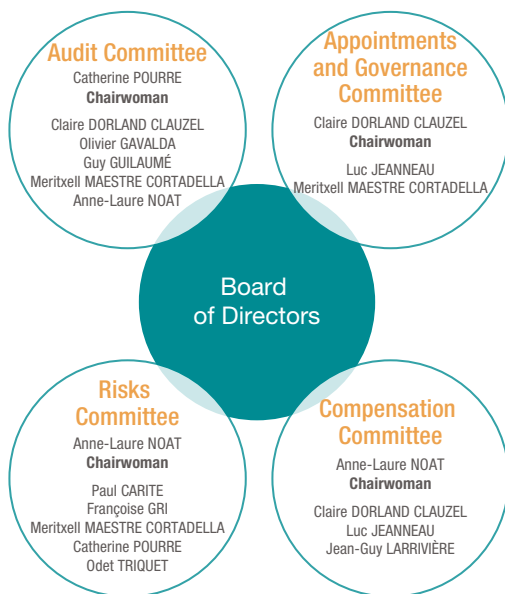 Audit Committee
Catherine POURRE
Chairwoman
Claire DORLAND CLAUZEL
Olivier GAVALDA
Guy GUILAUMÉ
Meritxell MAESTRE CORTADELLA
Anne-Laure NOAT
Appointments
and Governance
Committee
Claire DORLAND CLAUZEL
Chairwoman
Luc JEANNEAU
Meritxell MAESTRE CORTADELLA
Board
of Directors
Risks
Committee
Anne-Laure NOAT
Chairwoman
Paul CARITE
Françoise GRI
Meritxell MAESTRE CORTADELLA
Catherine POURRE
Odet TRIQUET
Compensation
Committee
Anne-Laure NOAT
Chairwoman
Claire DORLAND CLAUZEL
Luc JEANNEAU
Jean-Guy LARRIVIÈRE